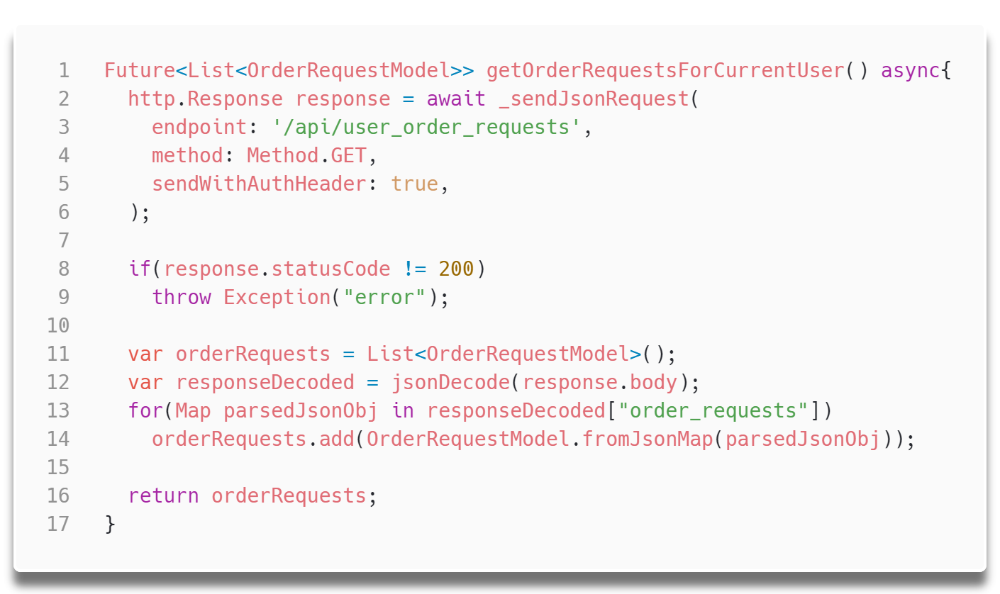 1 Future<List<OrderRequestModel>> getOrderRequestsForCurrentUser() async{
2   http.Response response = await _sendJsonRequest(
3     endpoint: '/api/user_order_requests',
4     method: Method.GET,
5     sendWithAuthHeader: true,
6   );
7
8   if(response.statusCode != 200)
9     throw Exception("error");
10
11   var orderRequests = List<OrderRequestModel>();
12   var responseDecoded = jsonDecode(response.body);
13   for(Map parsedJsonObj in responseDecoded["order_requests"])
14     orderRequests.add(OrderRequestModel.fromJsonMap(parsedJsonObj));
15
16   return orderRequests;
17 }